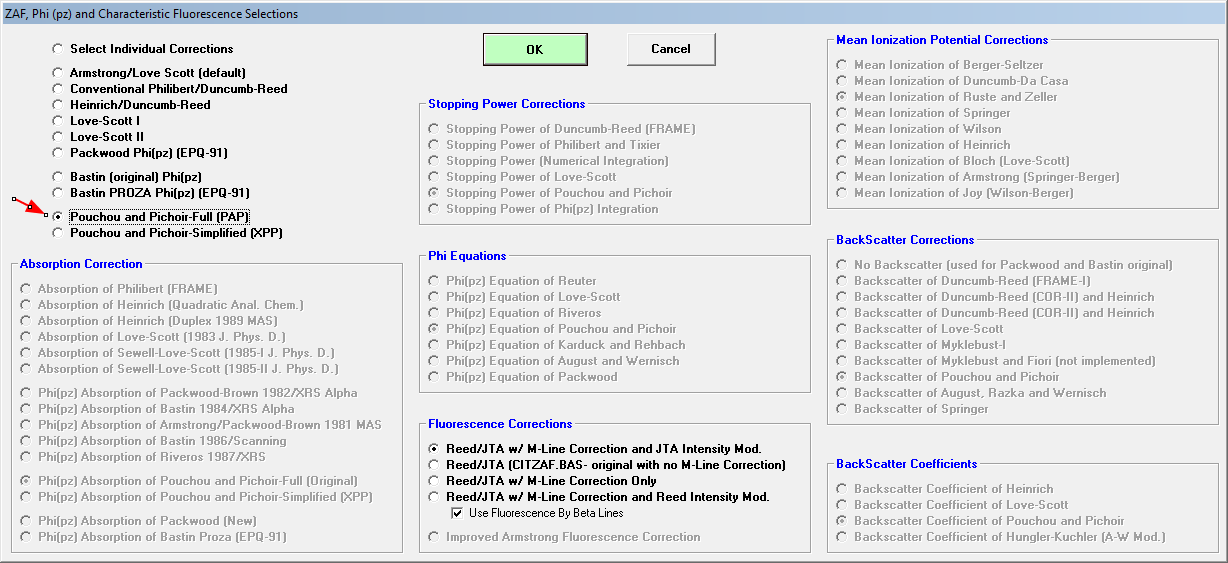 ZAF, Phi (pz) and Characteristic Fluorescence Selections
Select Individual Corrections
Armstrong/Love Scott (default)
Conventional Philibert/Duncumb-Reed
Heinrich/Duncumb-Reed
Love-Scott I
Love-Scott II
Packwood Phi(pz) (EPQ-91)
Bastin (original) Phi(pz)
Bastin PROZA Phi(pz) (EPQ-91)
Pouchou and Pichoir-Full (PAP)
Pouchou and Pichoir-Simplified (XPP)
Absorption Correction
Absorption of Philibert (FRAME)
Absorption of Heinrich (Quadratic Anal. Chem.)
Absorption of Heinrich (Duplex 1989 MAS)
Absorption of Love-Scott (1983 J. Phys. D.)
Absorption of Sewell-Love-Scott (1985-I J. Phys. D.)
Absorption of Sewell-Love-Scott (1985-II J. Phys. D.)
Phi(pz) Absorption of Packwood-Brown 1982/XRS Alpha
Phi(pz) Absorption of Bastin 1984/XRS Alpha
Phi(pz) Absorption of Armstrong/Packwood-Brown 1981 MAS
Phi(pz) Absorption of Bastin 1986/Scanning
Phi(pz) Absorption of Riveros 1987/XRS
Phi(pz) Absorption of Pouchou and Pichoir-Full (Original)
Phi(pz) Absorption of Pouchou and Pichoir-Simplified (XPP)
Phi(pz) Absorption of Packwood (New)
Phi(pz) Absorption of Bastin Proza (EPQ-91)
OK
Cancel
Stopping Power Corrections
Stopping Power of Duncumb-Reed (FRAME)
Stopping Power of Philibert and Tixier
Stopping Power (Numerical Integration)
Stopping Power of Love-Scott
Stopping Power of Pouchou and Pichoir
Stopping Power of Phi(pz) Integration
Phi Equations
Phi(pz) Equation of Reuter
Phi(pz) Equation of Love-Scott
Phi(pz) Equation of Riveros
Phi(pz) Equation of Pouchou and Pichoir
Phi(pz) Equation of Karduck and Rehbach
Phi(pz) Equation of August and Wernisch
Phi(pz) Equation of Packwood
Fluorescence Corrections
Reed/JTA w/ M-Line Correction and JTA Intensity Mod.
Reed/JTA (CITZAF.BAS- original with no M-Line Correction)
Reed/JTA w/ M-Line Correction Only
Reed/JTA w/ M-Line Correction and Reed Intensity Mod.
Use Fluorescence By Beta Lines
Improved Armstrong Fluorescence Correction
Mean Ionization Potential Corrections
Mean Ionization of Berger-Seltzer
Mean Ionization of Duncumb-Da Casa
Mean Ionization of Ruste and Zeller
Mean Ionization of Springer
Mean Ionization of Wilson
Mean Ionization of Heinrich
Mean Ionization of Bloch (Love-Scott)
Mean Ionization of Armstrong (Springer-Berger)
Mean Ionization of Joy (Wilson-Berger)
BackScatter Corrections
No Backscatter (used for Packwood and Bastin original)
Backscatter of Duncumb-Reed (FRAME-I)
Backscatter of Duncumb-Reed (COR-II) and Heinrich
Backscatter of Duncumb-Reed (COR-II) and Heinrich
Backscatter of Love-Scott
Backscatter of Myklebust-I
Backscatter of Myklebust and Fiori (not implemented)
Backscatter of Pouchou and Pichoir
Backscatter of August, Razka and Wernisch
Backscatter of Springer
BackScatter Coefficients
Backscatter Coefficient of Heinrich
Backscatter Coefficient of Love-Scott
Backscatter Coefficient of Pouchou and Pichoir
Backscatter Coefficient of Hungler-Kuchler (A-W Mod.)